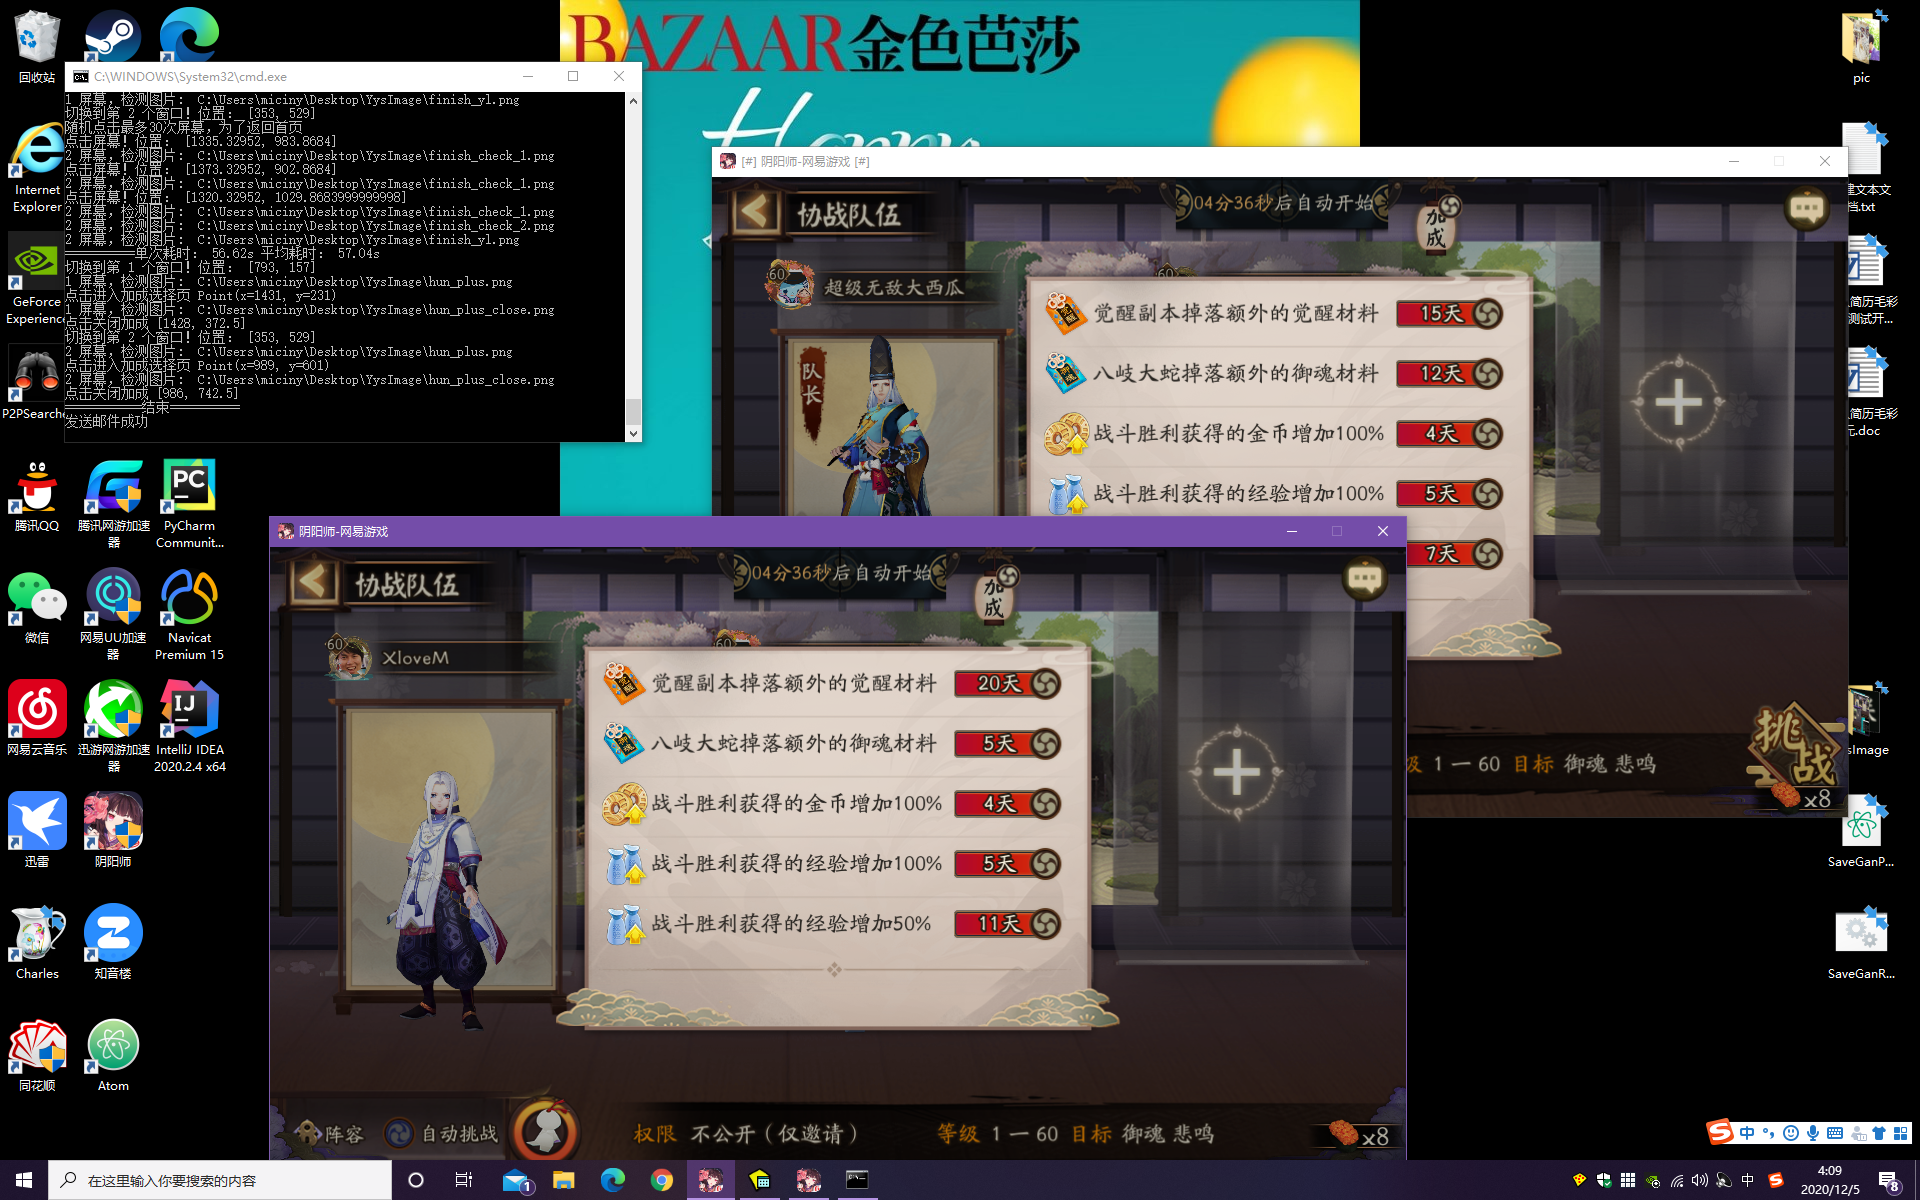 BAZAAR金色芭莎
回收站
Internet Explorer
GeForce Experience
腾讯QQ
腾讯网游加速器
PyCharm Communit...
微信
网易UU加速器
Navicat Premium 15
网易云音乐
迅游网游加速器
IntelliJ IDEA 2020.2.4 x64
迅雷
阴阳师
Charles
知音楼
同花顺
Atom
C:\WINDOWS\System32\cmd.exe
1 屏幕，检测图片： C:\Users\miciny\Desktop\YysImage\finish_yl.png
切换到第 2 个窗口！位置： [353, 529]
随机点击最多30次屏幕，为了返回首页
点击屏幕！位置： [1335.32952, 983.8684]
2 屏幕，检测图片： C:\Users\miciny\Desktop\YysImage\finish_check_1.png
点击屏幕！位置： [1373.32952, 902.8684]
2 屏幕，检测图片： C:\Users\miciny\Desktop\YysImage\finish_check_1.png
点击屏幕！位置： [1320.32952, 1029.8683999999998]
2 屏幕，检测图片： C:\Users\miciny\Desktop\YysImage\finish_check_1.png
2 屏幕，检测图片： C:\Users\miciny\Desktop\YysImage\finish_check_2.png
2 屏幕，检测图片： C:\Users\miciny\Desktop\YysImage\finish_yl.png
==========单次耗时： 56.62s 平均耗时： 57.04s
切换到第 1 个窗口！位置： [793, 157]
1 屏幕，检测图片： C:\Users\miciny\Desktop\YysImage\hun_plus.png
点击进入加成选择页 Point(x=1431, y=231)
1 屏幕，检测图片： C:\Users\miciny\Desktop\YysImage\hun_plus_close.png
点击关闭加成 [1428, 372.5]
切换到第 2 个窗口！位置： [353, 529]
2 屏幕，检测图片： C:\Users\miciny\Desktop\YysImage\hun_plus.png
点击进入加成选择页 Point(x=989, y=601)
2 屏幕，检测图片： C:\Users\miciny\Desktop\YysImage\hun_plus_close.png
点击关闭加成 [986, 742.5]
===========结束==========
发送邮件成功
[#] 阴阳师-网易游戏 [#]
协战队伍
04分36秒后自动开始
加成
60
超级无敌大西瓜
60
队长
觉醒副本掉落额外的觉醒材料 15天
八岐大蛇掉落额外的御魂材料 12天
战斗胜利获得的金币增加100% 4天
战斗胜利获得的经验增加100% 5天
7天
1 一 60 目标 御魂 悲鸣
挑战
x8
阴阳师-网易游戏
协战队伍
04分36秒后自动开始
加成
60
XloveM
60
觉醒副本掉落额外的觉醒材料 20天
八岐大蛇掉落额外的御魂材料 5天
战斗胜利获得的金币增加100% 4天
战斗胜利获得的经验增加100% 5天
战斗胜利获得的经验增加50% 11天
阵容
自动挑战
权限 不公开（仅邀请）
等级 1 一 60 目标 御魂 悲鸣
x8
pic
建文本文
档.txt
简历毛彩
测试开...
简历毛彩
.doc
sImage
SaveGanP...
SaveGanR...
中
在这里输入你要搜索的内容
1
中
4:09
2020/12/5
8